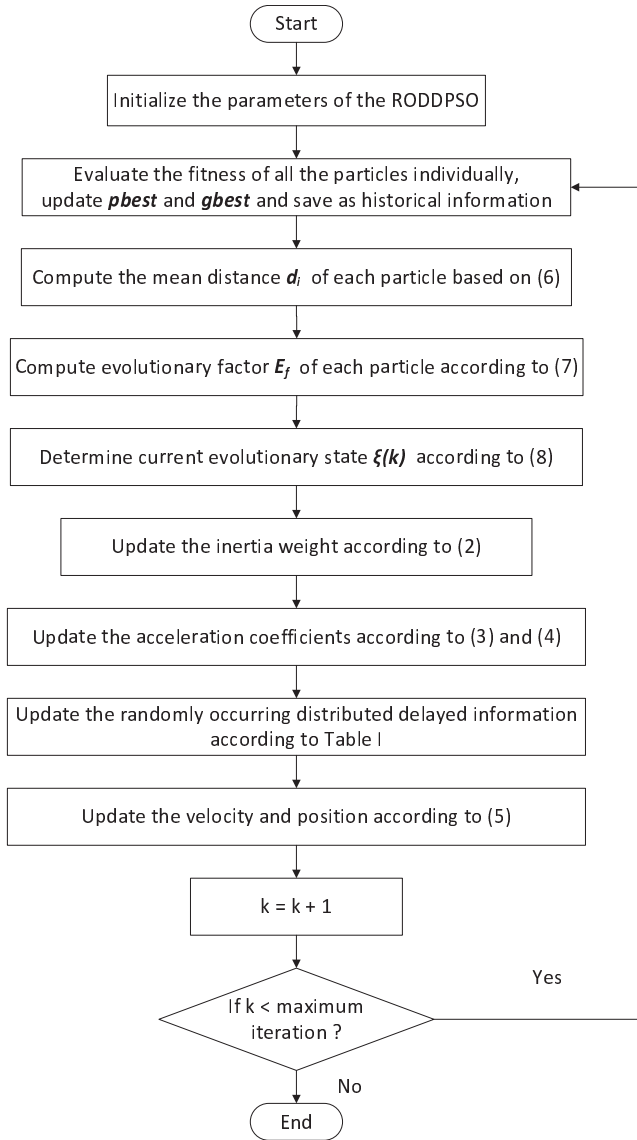 Start
Initialize the parameters of the RODDPSO
Evaluate the fitness of all the particles individually,
update pbest and gbest and save as historical information
Compute the mean distance dᵢ of each particle based on (6)
Compute evolutionary factor E_f of each particle according to (7)
Determine current evolutionary state ξ(k) according to (8)
Update the inertia weight according to (2)
Update the acceleration coefficients according to (3) and (4)
Update the randomly occurring distributed delayed information
according to Table I
Update the velocity and position according to (5)
k = k + 1
If k < maximum
iteration ?
Yes
No
End